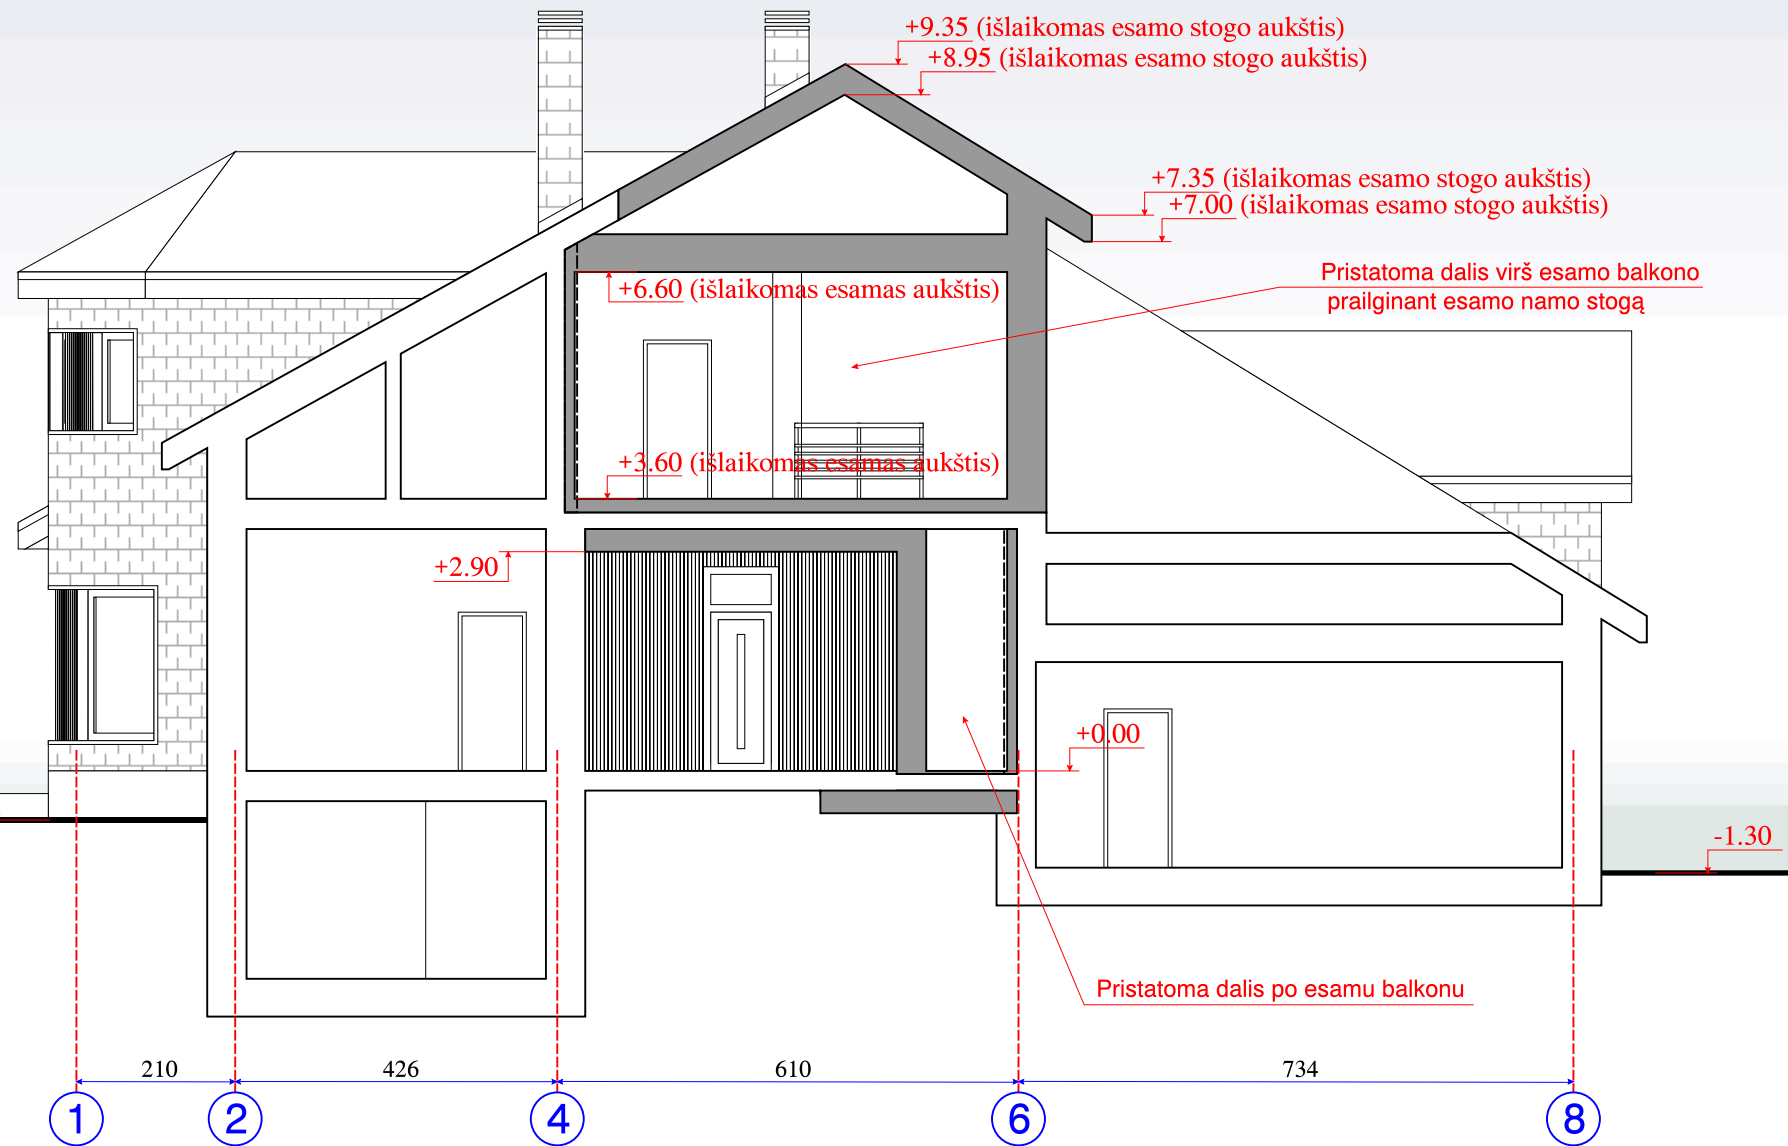 +9.35 (išlaikomas esamo stogo aukštis)
+8.95 (išlaikomas esamo stogo aukštis)
+7.35 (išlaikomas esamo stogo aukštis)
+7.00 (išlaikomas esamo stogo aukštis)
Pristatoma dalis virš esamo balkono
prailginant esamo namo stogą
+6.60 (išlaikomas esamas aukštis)
+3.60 (išlaikomas esamas aukštis)
+2.90
+0.00
-1.30
Pristatoma dalis po esamu balkonu
210 426 610 734
1 2 4 6 8